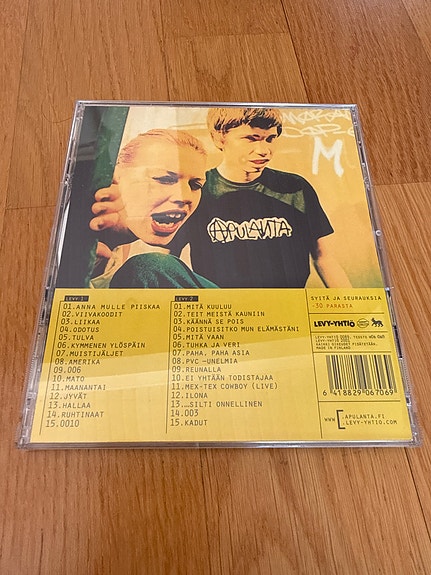 M
APULANTA
LEVY 1
01.ANNA MULLE PIISKAA
02.VIIVAKOODIT
03.LIIKAA
04.ODOTUS
05.TULVA
06.KYMMENEN YLÖSPÄIN
07.MUISTIJÄLJET
08.AMERIKA
09.006
10.MATO
11.MAANANTAI
12.JYVÄT
13.HALLAA
14.RUHTINAAT
15.0010
LEVY 2
01.MITÄ KUULUU
02.TEIT MEISTÄ KAUNIIN
03.KÄÄNNÄ SE POIS
04.POISTUISITKO MUN ELÄMÄSTÄNI
05.MITÄ VAAN
06.TUHKA JA VERI
07.PAHA, PAHA ASIA
08.PVC -UNELMIA
09.REUNALLA
10.EI YHTÄÄN TODISTAJAA
11.MEX-TEX COWBOY (LIVE)
12.ILONA
13...SILTI ONNELLINEN
14.003
15.KADUT
SYITÄ JA SEURAUKSIA
-30 PARASTA
LEVY-YHTIÖ
MADE IN FINLAND
6 418829 067069
WWW
.APULANTA.FI
.LEVY-YHTIO.COM